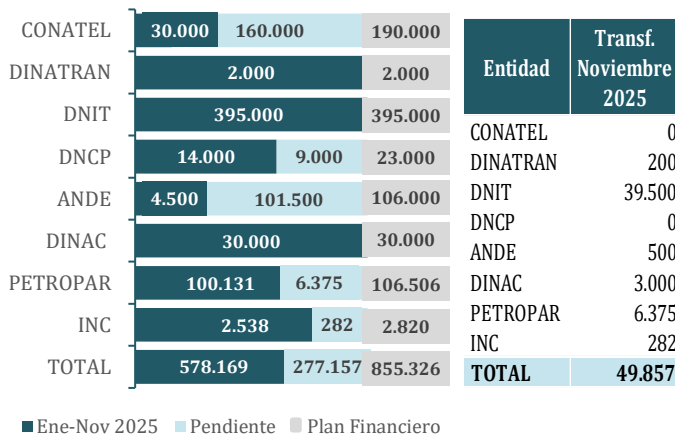 CONATEL 30.000 160.000 190.000
DINATRAN 2.000 2.000
DNIT 395.000 395.000
DNCP 14.000 9.000 23.000
ANDE 4.500 101.500 106.000
DINAC 30.000 30.000
PETROPAR 100.131 6.375 106.506
INC 2.538 282 2.820
TOTAL 578.169 277.157 855.326
Ene-Nov 2025 Pendiente Plan Financiero
Entidad
Transf.
Noviembre
2025
CONATEL 0
DINATRAN 200
DNIT 39.500
DNCP 0
ANDE 500
DINAC 3.000
PETROPAR 6.375
INC 282
TOTAL 49.857